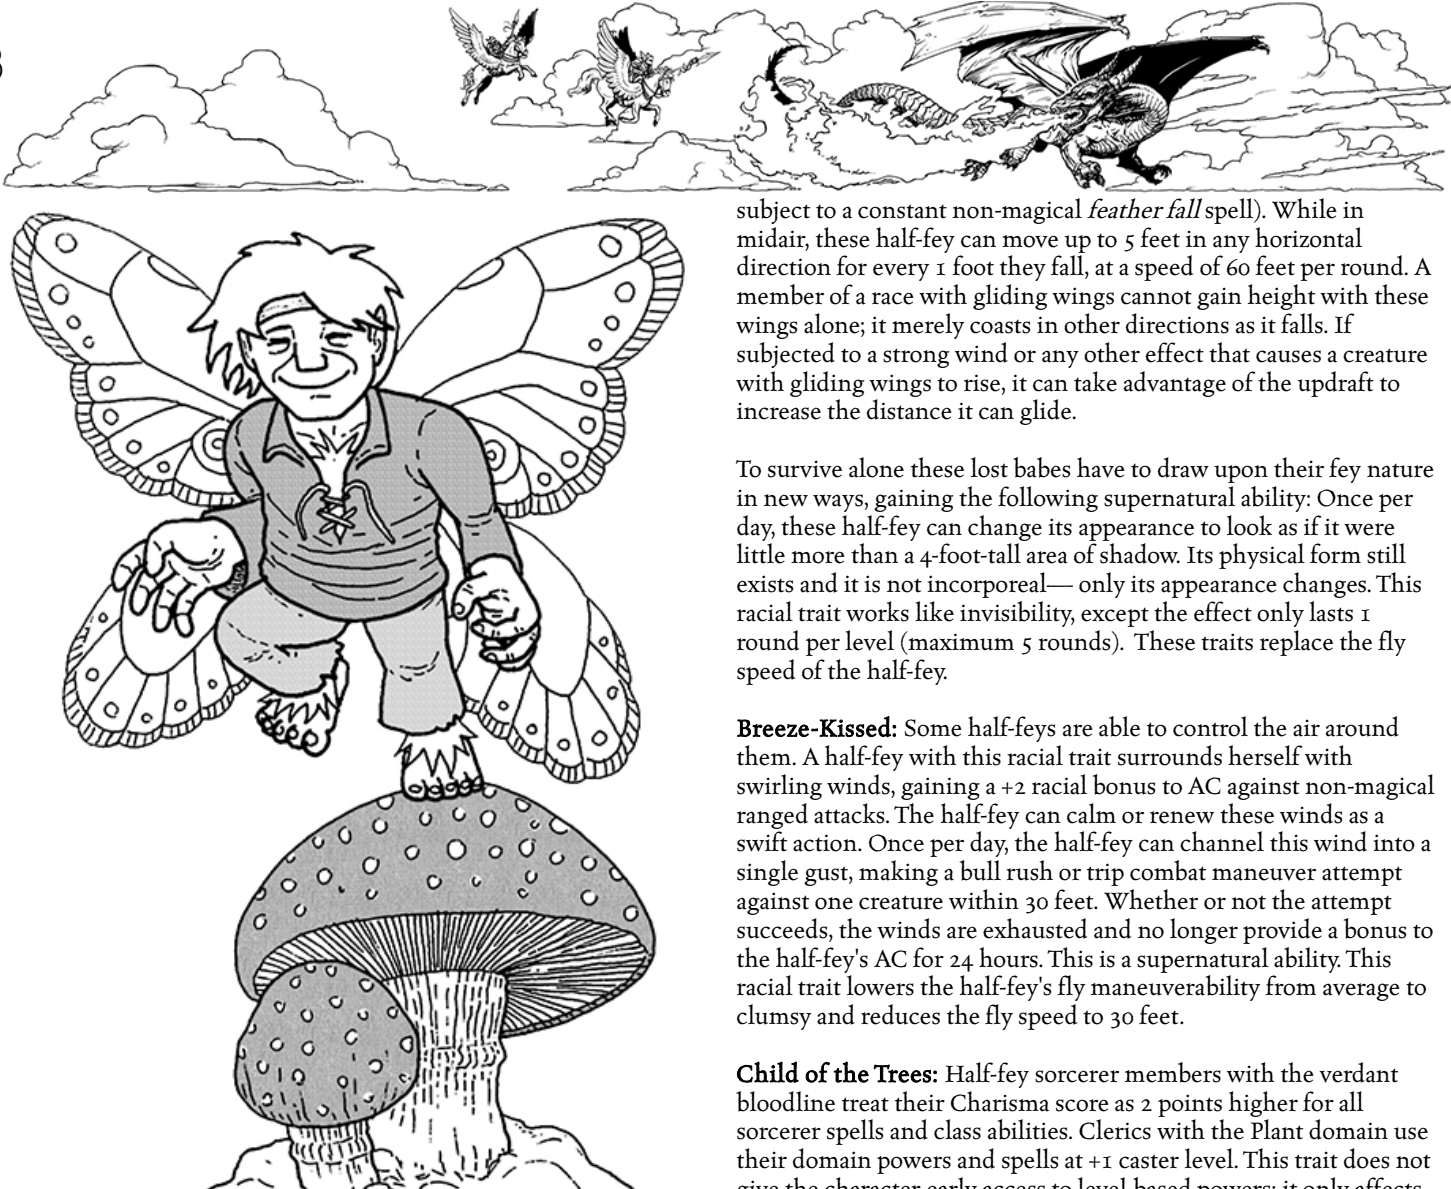 subject to a constant non-magical feather fall spell). While in
midair, these half-fey can move up to 5 feet in any horizontal
direction for every 1 foot they fall, at a speed of 60 feet per round. A
member of a race with gliding wings cannot gain height with these
wings alone; it merely coasts in other directions as it falls. If
subjected to a strong wind or any other effect that causes a creature
with gliding wings to rise, it can take advantage of the updraft to
increase the distance it can glide.
To survive alone these lost babes have to draw upon their fey nature
in new ways, gaining the following supernatural ability: Once per
day, these half-fey can change its appearance to look as if it were
little more than a 4-foot-tall area of shadow. Its physical form still
exists and it is not incorporeal— only its appearance changes. This
racial trait works like invisibility, except the effect only lasts 1
round per level (maximum 5 rounds). These traits replace the fly
speed of the half-fey.
Breeze-Kissed: Some half-feys are able to control the air around
them. A half-fey with this racial trait surrounds herself with
swirling winds, gaining a +2 racial bonus to AC against non-magical
ranged attacks. The half-fey can calm or renew these winds as a
swift action. Once per day, the half-fey can channel this wind into a
single gust, making a bull rush or trip combat maneuver attempt
against one creature within 30 feet. Whether or not the attempt
succeeds, the winds are exhausted and no longer provide a bonus to
the half-fey's AC for 24 hours. This is a supernatural ability. This
racial trait lowers the half-fey's fly maneuverability from average to
clumsy and reduces the fly speed to 30 feet.
Child of the Trees: Half-fey sorcerer members with the verdant
bloodline treat their Charisma score as 2 points higher for all
sorcerer spells and class abilities. Clerics with the Plant domain use
their domain powers and spells at +1 caster level. This trait does not
give the character early access to level-based powers; it only affects